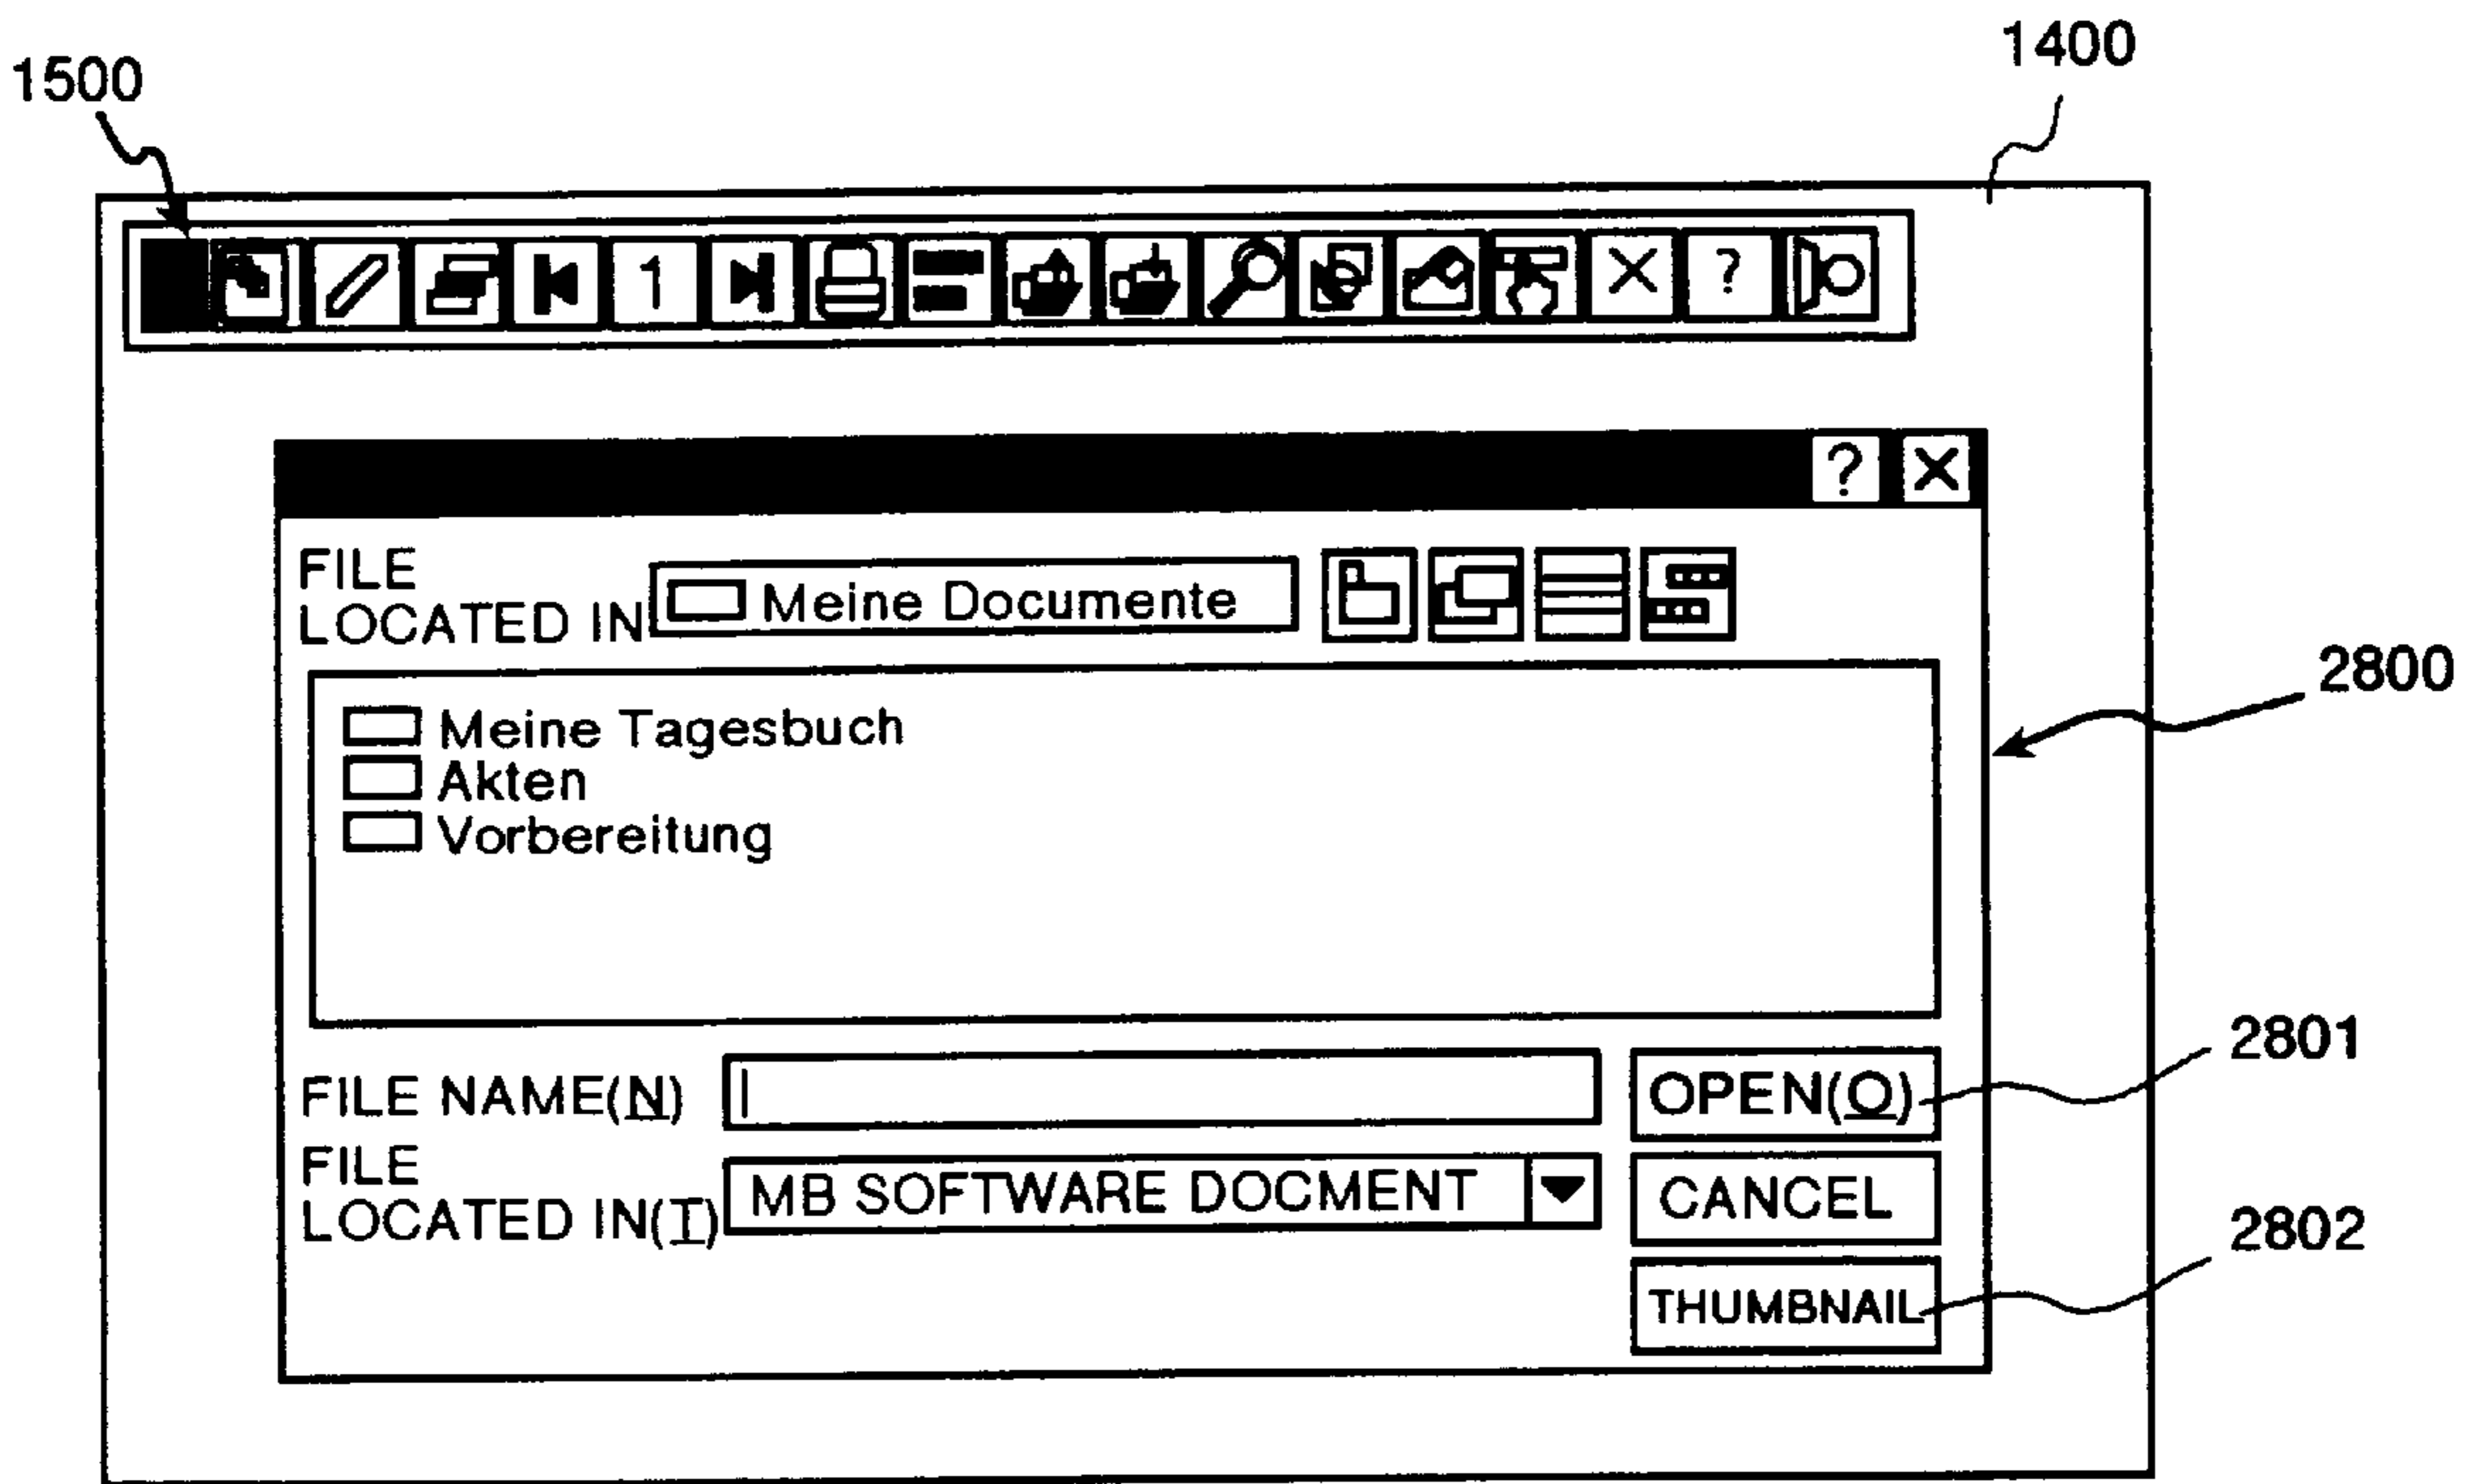 1400
1500
1 X ?
? X
FILE
LOCATED IN
Meine Documente
2800
Meine Tagesbuch
Akten
Vorbereitung
2801
FILE NAME(N)
OPEN(O)
FILE
LOCATED IN(T)
MB SOFTWARE DOCMENT
CANCEL
2802
THUMBNAIL